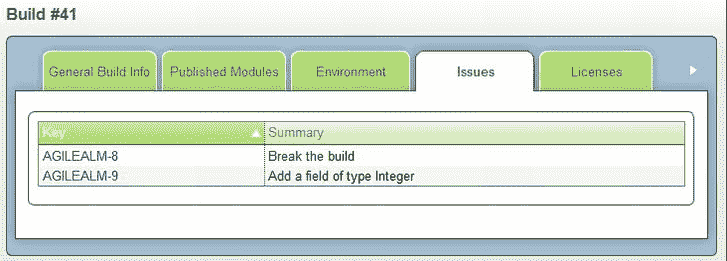 Build #41
General Build Info Published Modules Environment Issues Licenses
Key Summary
AGILEALM-8 Break the build
AGILEALM-9 Add a field of type Integer